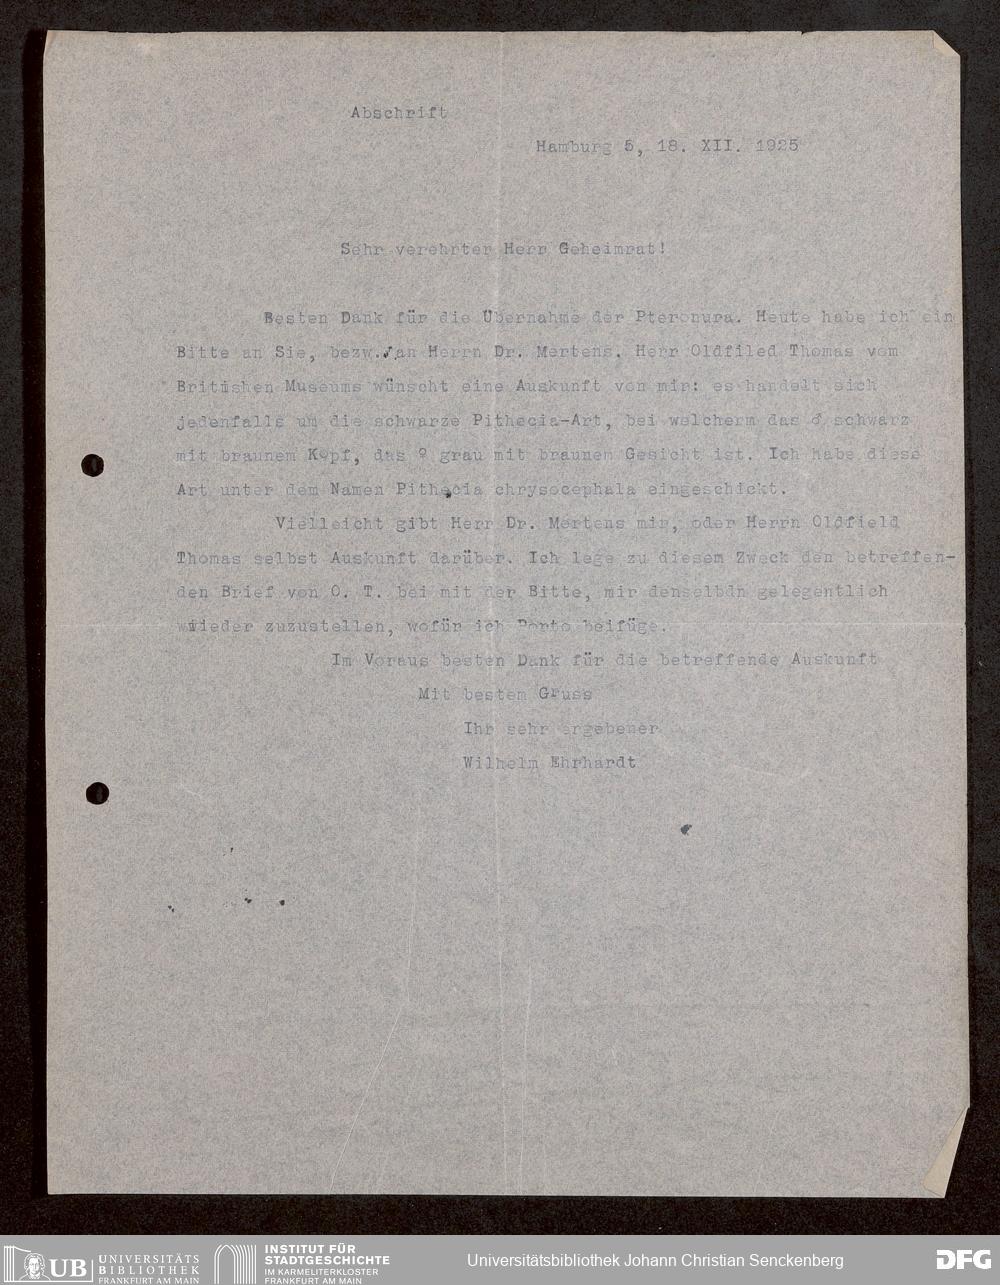 Abschrift
Hamburg 5, 18. XII. 1925
Sehr verehrter Herr Geheimrat!
Besten Dank für die Übernahme der Pteronura. Heute habe ich ein
Bitte an Sie, bezw. an Herrn Dr. Mertens. Herr Oldfiled Thomas vom
Britishen Museums wünscht eine Auskunft von mir: es handelt sich
jedenfalls um die schwarze Pithecia-Art, bei welcherm das ♂ schwarz
mit braunem Kopf, das ♀ grau mit braunem Gesicht ist. Ich habe diese
Art unter dem Namen Pithecia chrysocephala eingeschickt.
Vielleicht gibt Herr Dr. Mertens mir, oder Herrn Oldfield
Thomas selbst Auskunft darüber. Ich lege zu diesem Zweck den betreffen-
den Brief von O. T. bei mit der Bitte, mir denselbdn gelegentlich
wieder zuzustellen, wofür ich Porto beifüge.
Im Voraus besten Dank für die betreffende Auskunft
Mit bestem Gruss
Ihr sehr ergebener
Wilhelm Ehrhardt
UB UNIVERSITÄTS
BIBLIOTHEK
FRANKFURT AM MAIN
INSTITUT FÜR
STADTGESCHICHTE
IM KARMELITERKLOSTER
FRANKFURT AM MAIN
Universitätsbibliothek Johann Christian Senckenberg
DFG